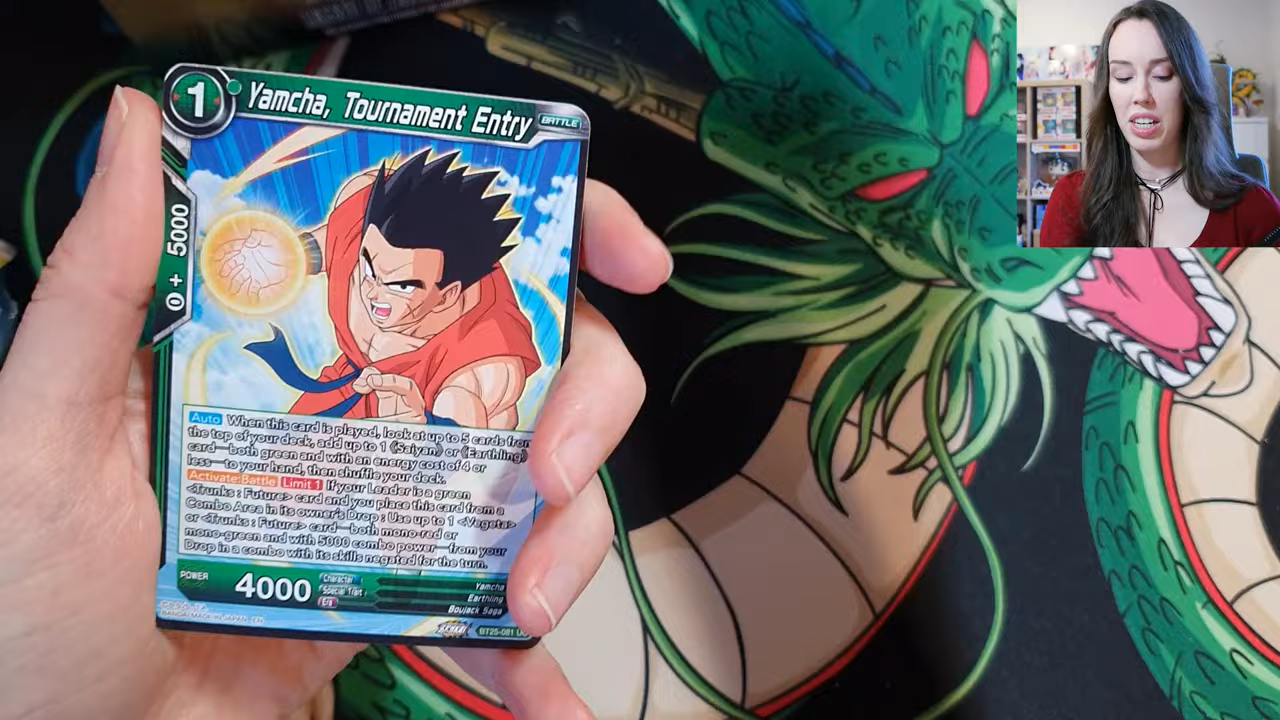 1 Yamcha, Tournament Entry BATTLE
0 + 5000
Auto When this card is played, look at up to 5 cards from
the top of your deck, add up to 1 《Saiyan》 or 《Earthling》
card—both green and with an energy cost of 4 or
less—to your hand, then chuffle your deck.
Activate:Battle Limit 1 If your Leader is a green
<Trunks : Future> card and you place this card from a
Combo Area in its owner's Drop : Use up to 1 <Vegeta>
or <Trunks : Future> card—both mono-red or
mono-green and with 5000 combo power—from your
Drop in a combo with its skills negated for the turn.
POWER 4000
Character Yamcha
Special Trait Earthling
Era Boujack Saga
BANDAI MADE IN JAPAN
BT25-081 UC